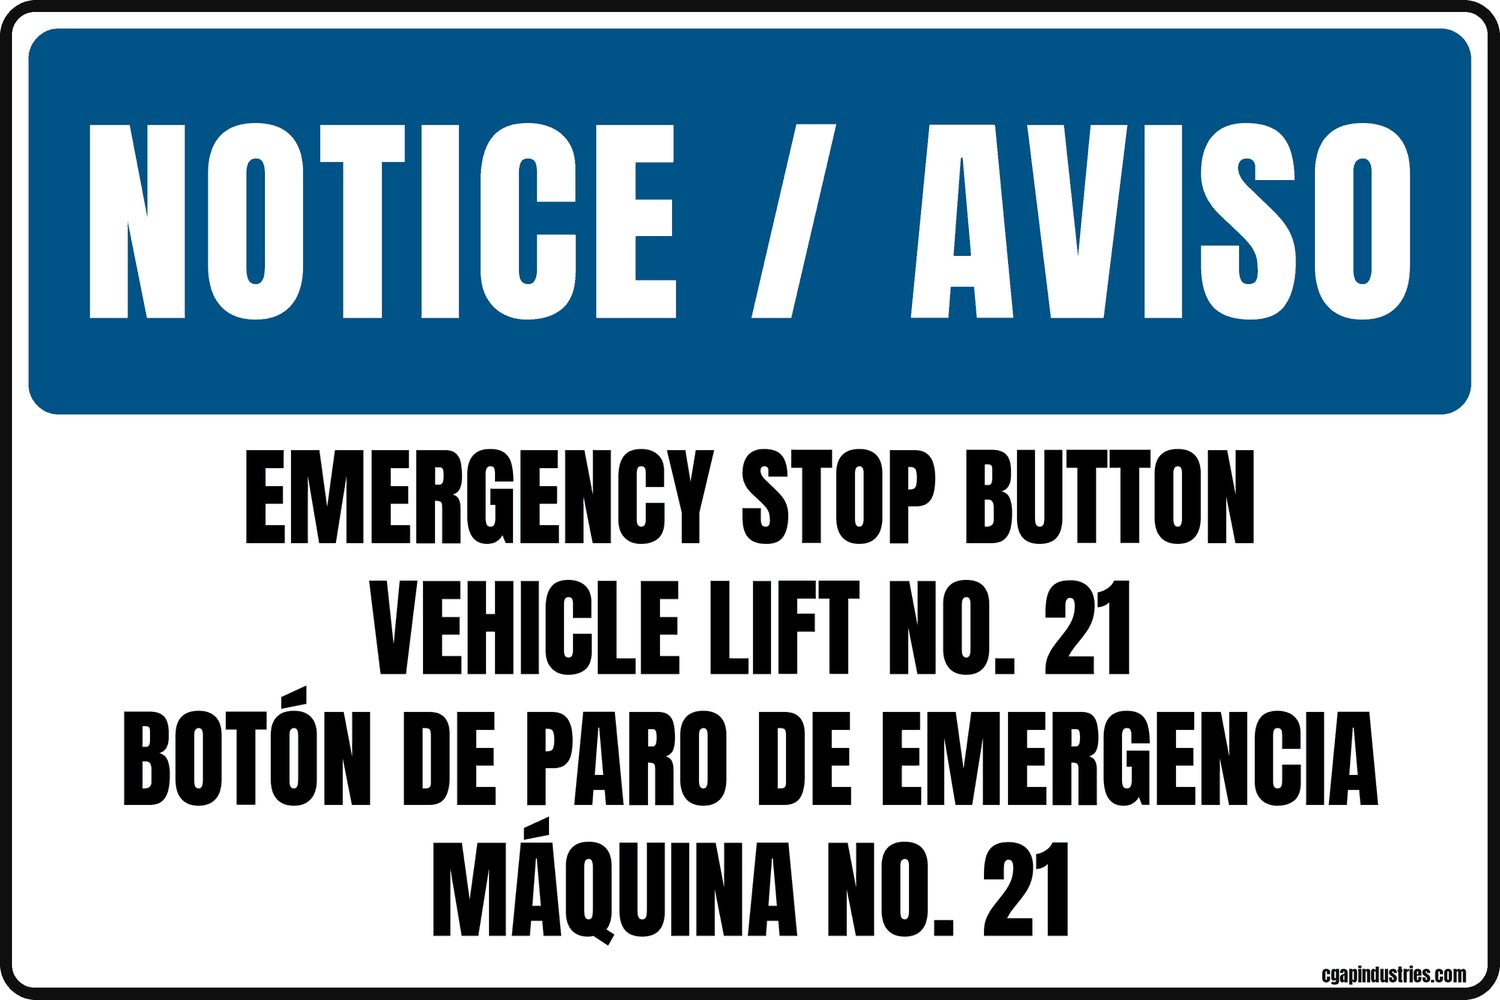 NOTICE / AVISO
EMERGENCY STOP BUTTON
VEHICLE LIFT NO. 21
BOTÓN DE PARO DE EMERGENCIA
MÁQUINA NO. 21
cgapindustries.com